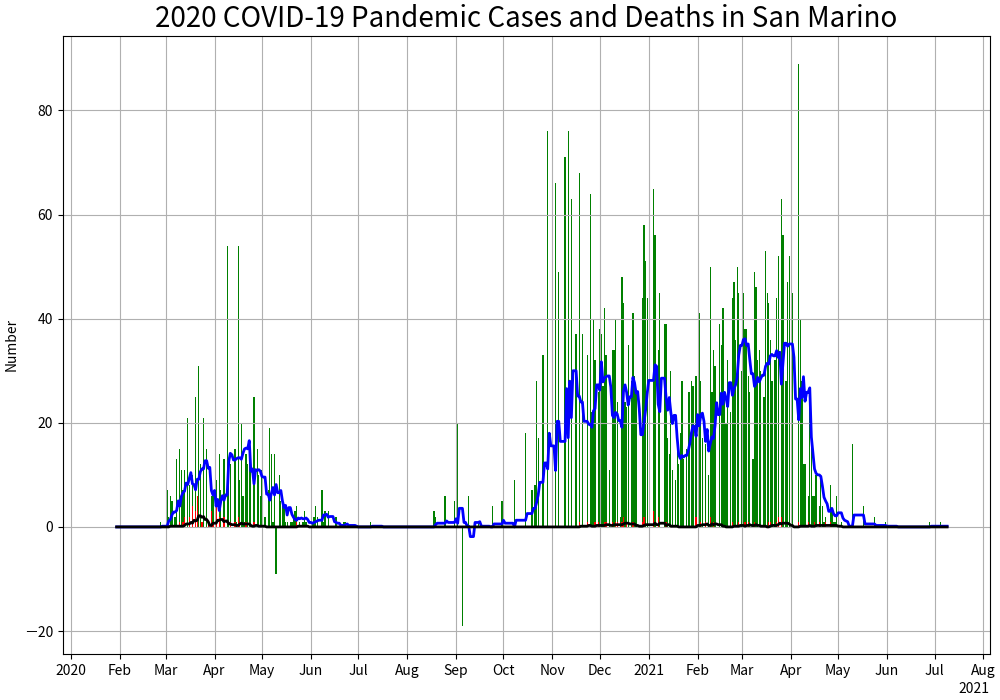 2020 COVID-19 Pandemic Cases and Deaths in San Marino
Number
80
60
40
20
0
−20
2020 Feb Mar Apr May Jun Jul Aug Sep Oct Nov Dec 2021 Feb Mar Apr May Jun Jul Aug
2021